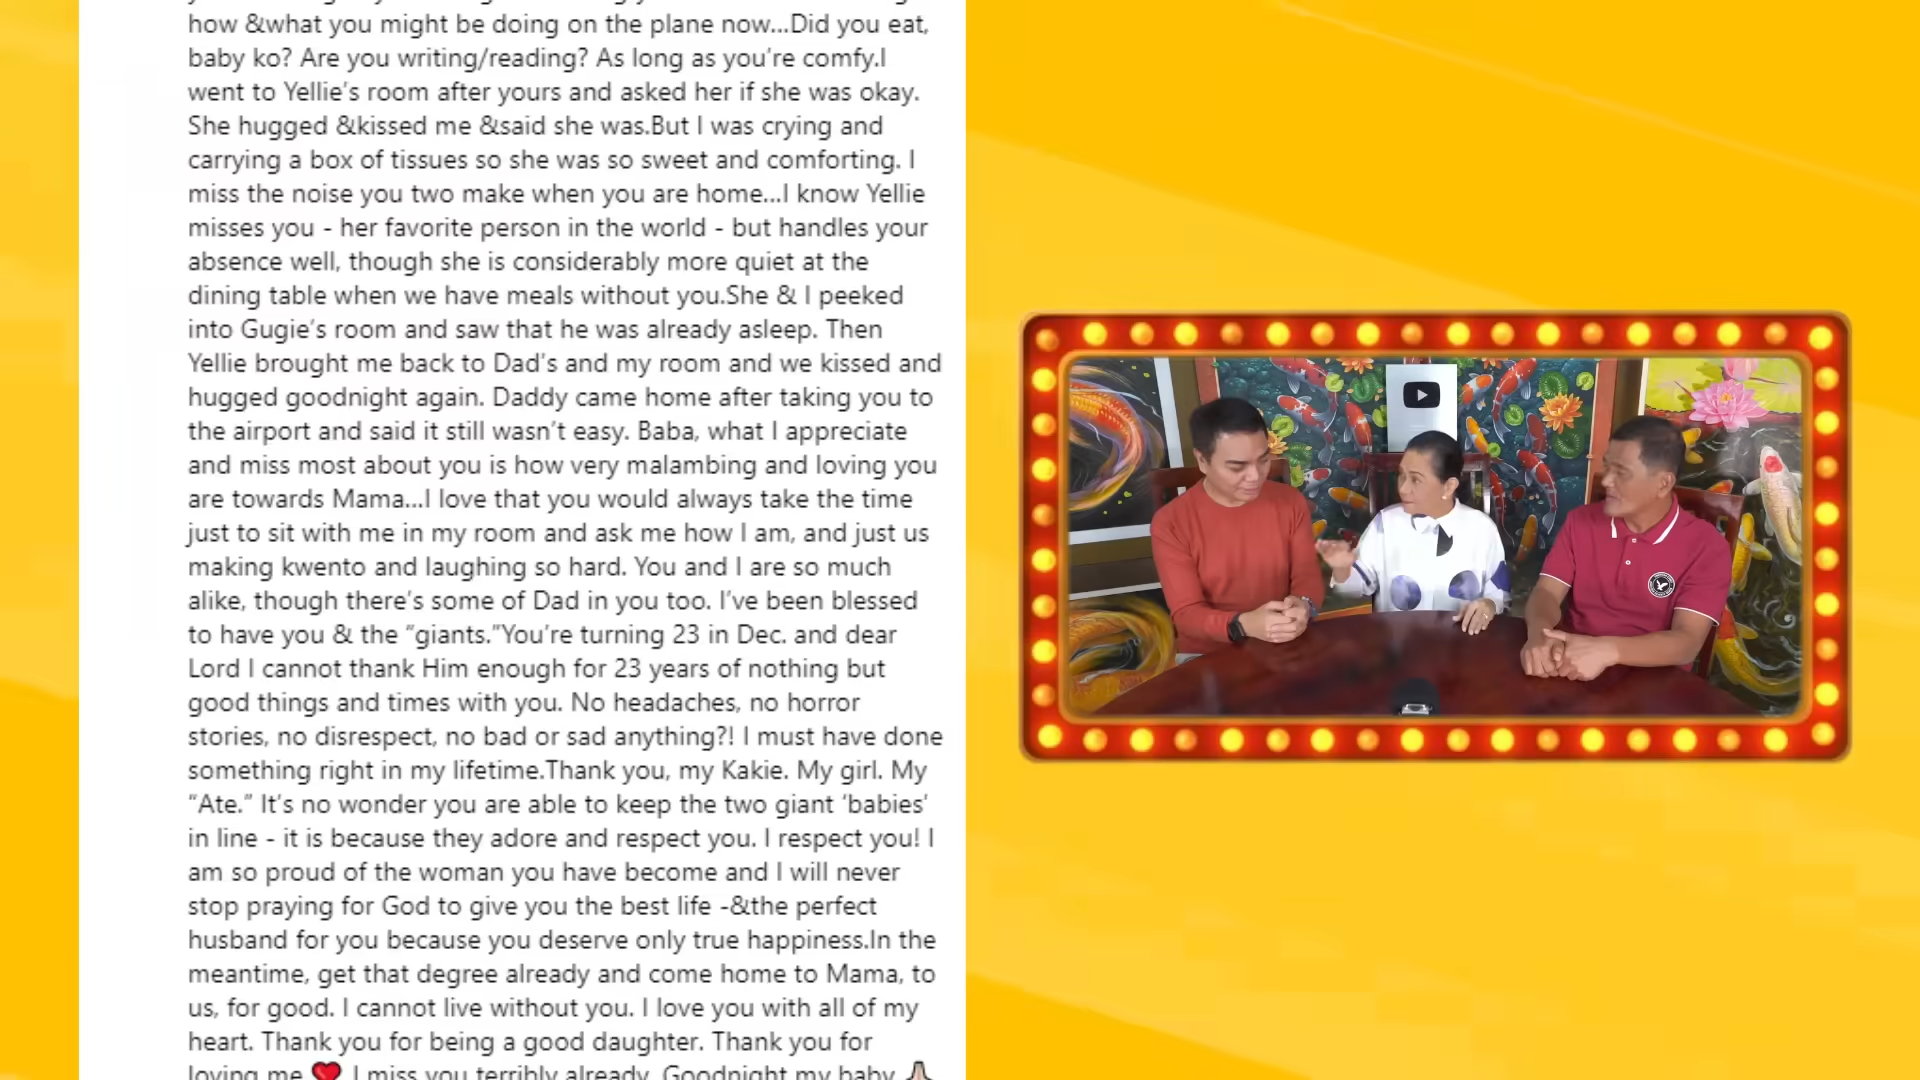 how &what you might be doing on the plane now...Did you eat,
baby ko? Are you writing/reading? As long as you're comfy.I
went to Yellie's room after yours and asked her if she was okay.
She hugged &kissed me &said she was.But I was crying and
carrying a box of tissues so she was so sweet and comforting. I
miss the noise you two make when you are home...I know Yellie
misses you - her favorite person in the world - but handles your
absence well, though she is considerably more quiet at the
dining table when we have meals without you.She & I peeked
into Gugie's room and saw that he was already asleep. Then
Yellie brought me back to Dad's and my room and we kissed and
hugged goodnight again. Daddy came home after taking you to
the airport and said it still wasn't easy. Baba, what I appreciate
and miss most about you is how very malambing and loving you
are towards Mama...I love that you would always take the time
just to sit with me in my room and ask me how I am, and just us
making kwento and laughing so hard. You and I are so much
alike, though there's some of Dad in you too. I've been blessed
to have you & the "giants."You're turning 23 in Dec. and dear
Lord I cannot thank Him enough for 23 years of nothing but
good things and times with you. No headaches, no horror
stories, no disrespect, no bad or sad anything?! I must have done
something right in my lifetime.Thank you, my Kakie. My girl. My
"Ate." It's no wonder you are able to keep the two giant 'babies'
in line - it is because they adore and respect you. I respect you! I
am so proud of the woman you have become and I will never
stop praying for God to give you the best life -&the perfect
husband for you because you deserve only true happiness.In the
meantime, get that degree already and come home to Mama, to
us, for good. I cannot live without you. I love you with all of my
heart. Thank you for being a good daughter. Thank you for
loving me ❤️ I miss you terribly already. Goodnight my baby 🙏🏻